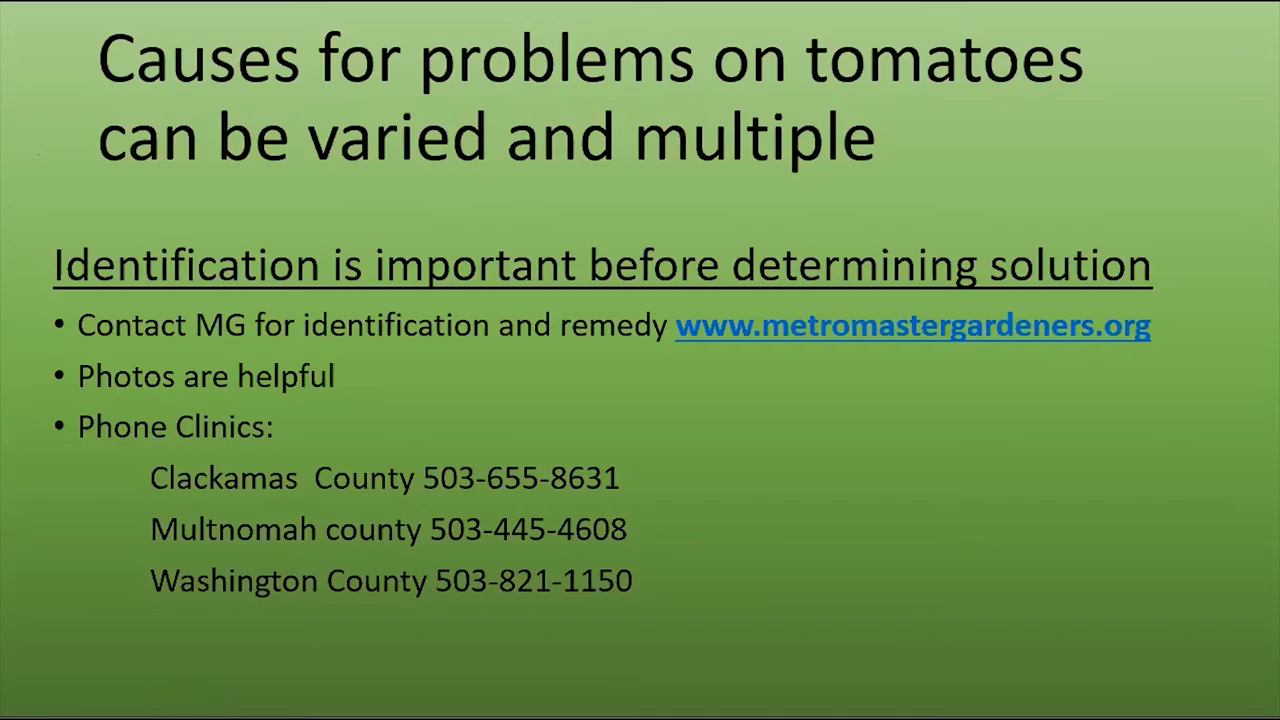 Causes for problems on tomatoes
can be varied and multiple
Identification is important before determining solution
• Contact MG for identification and remedy www.metromastergardeners.org
• Photos are helpful
• Phone Clinics:
Clackamas  County 503-655-8631
Multnomah county 503-445-4608
Washington County 503-821-1150